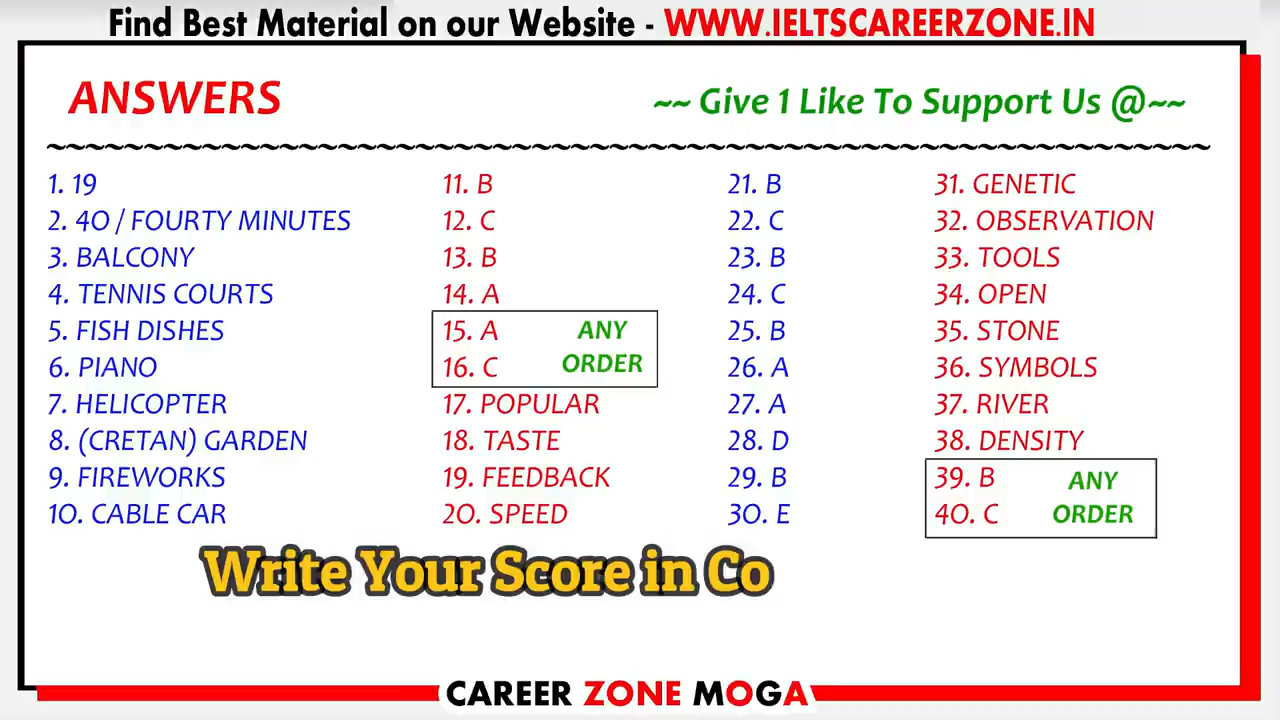 Find Best Material on our Website - WWW.IELTSCAREERZONE.IN
ANSWERS
~~ Give 1 Like To Support Us @~~
1. 19
2. 40 / FOURTY MINUTES
3. BALCONY
4. TENNIS COURTS
5. FISH DISHES
6. PIANO
7. HELICOPTER
8. (CRETAN) GARDEN
9. FIREWORKS
10. CABLE CAR
11. B
12. C
13. B
14. A
15. A
16. C
ANY
ORDER
17. POPULAR
18. TASTE
19. FEEDBACK
20. SPEED
21. B
22. C
23. B
24. C
25. B
26. A
27. A
28. D
29. B
30. E
31. GENETIC
32. OBSERVATION
33. TOOLS
34. OPEN
35. STONE
36. SYMBOLS
37. RIVER
38. DENSITY
39. B
40. C
ANY
ORDER
Write Your Score in Co
CAREER ZONE MOGA